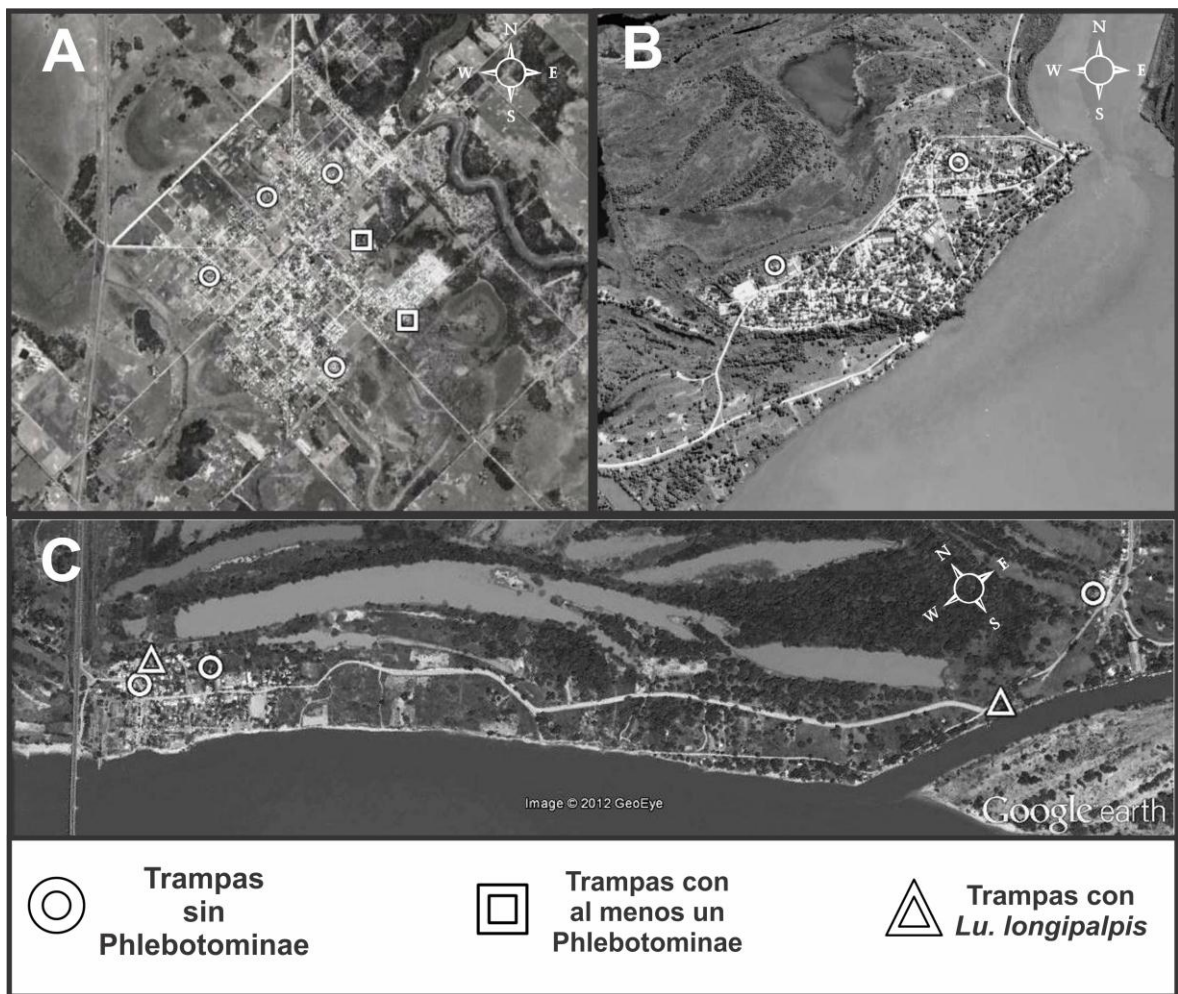 A
N
W E
S
B
N
W E
S
C
N
E
W
S
Image © 2012 GeoEye
Google earth
Trampas
sin
Phlebotominae
Trampas con
al menos un
Phlebotominae
Trampas con
Lu. longipalpis